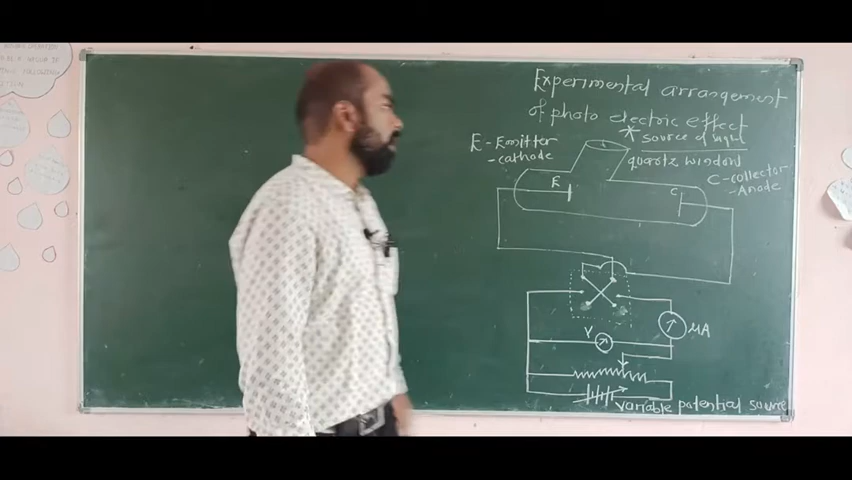 Experimental arrangement
of photo electric effect
* source of light
E - Emitter
- cathode
quartz window
C - collector
- Anode
E
C
V
μA
variable potential source